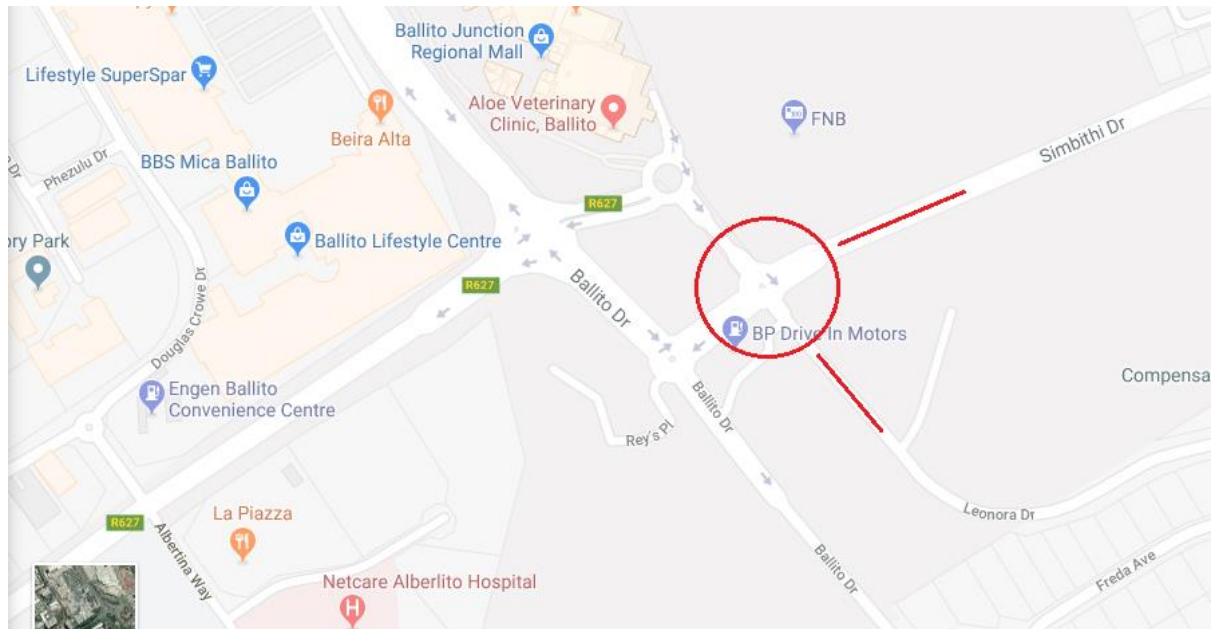 Ballito Junction
Regional Mall
Lifestyle SuperSpar
Aloe Veterinary
Clinic, Ballito
FNB
Beira Alta
Simbithi Dr
Phezulu Dr
Dr
BBS Mica Ballito
R627
ory Park
Ballito Lifestyle Centre
R627
Ballito Dr
Douglas Crowe Dr
BP Drive In Motors
Compensa
Engen Ballito
Convenience Centre
Ballito Dr
Rey's Pl
La Piazza
R627
Leonora Dr
Albertina Way
Ballito Dr
Freda Ave
Netcare Alberlito Hospital
H